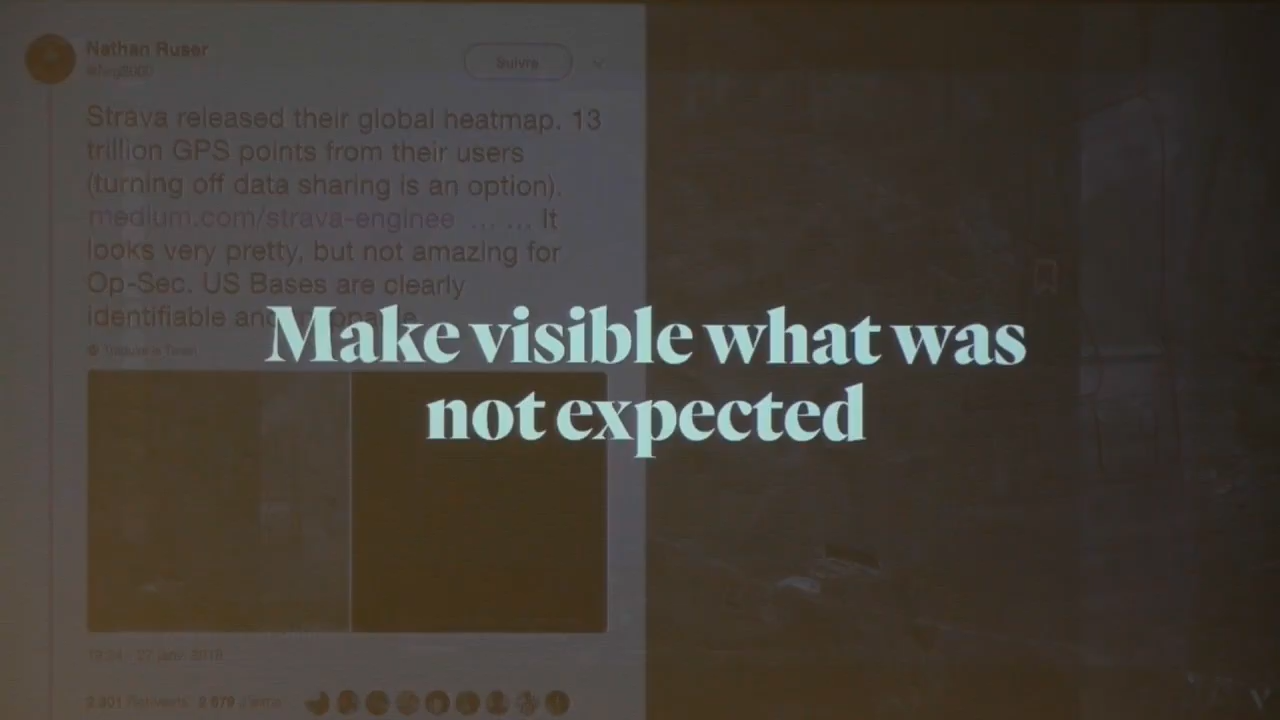 Nathan Ruser
Suivre
Strava released their global heatmap. 13
trillion GPS points from their users
(turning off data sharing is an option).
medium.com/strava-enginee ... ... It
looks very pretty, but not amazing for
Op-Sec. US Bases are clearly
identifiable and
Make visible what was
not expected